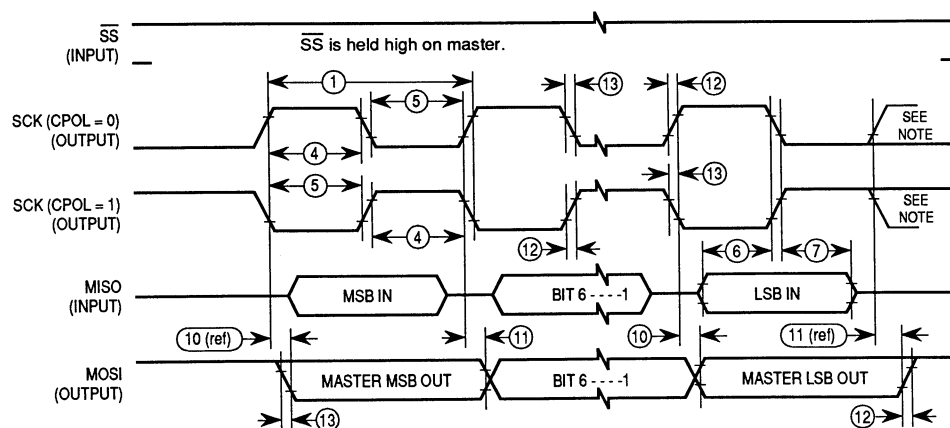 SS
(INPUT)
SS is held high on master.
1
5
13
12
SCK (CPOL = 0)
(OUTPUT)
SEE
NOTE
4
5
13
SCK (CPOL = 1)
(OUTPUT)
SEE
NOTE
4
12
6
7
MISO
(INPUT)
MSB IN
BIT 6 - - - - - 1
LSB IN
10 (ref)
11
10
11 (ref)
MOSI
(OUTPUT)
MASTER MSB OUT
BIT 6 - - - - - 1
MASTER LSB OUT
13
12